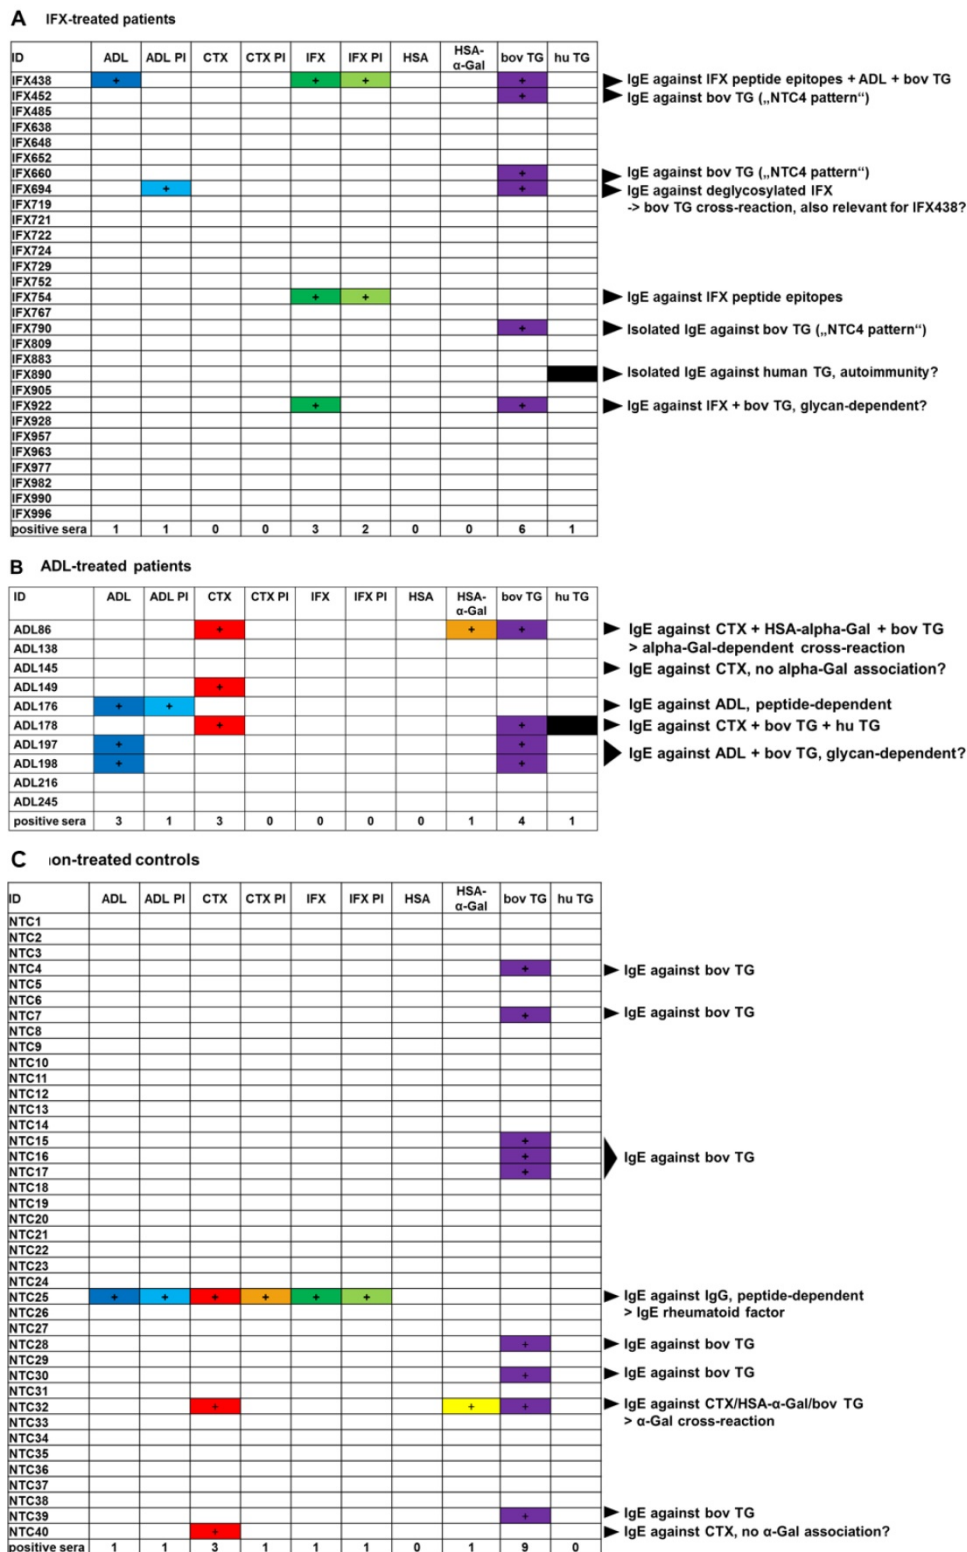 A IFX-treated patients
ID ADL ADL PI CTX CTX PI IFX IFX PI HSA HSA-α-Gal bov TG hu TG
IFX438 + + + + IgE against IFX peptide epitopes + ADL + bov TG
IFX452 + IgE against bov TG („NTC4 pattern“)
IFX485
IFX638
IFX648
IFX652
IFX660 + IgE against bov TG („NTC4 pattern“)
IFX694 + + IgE against deglycosylated IFX
IFX719 -> bov TG cross-reaction, also relevant for IFX438?
IFX721
IFX722
IFX724
IFX729
IFX752
IFX754 + + IgE against IFX peptide epitopes
IFX767
IFX790 + Isolated IgE against bov TG („NTC4 pattern“)
IFX809
IFX883
IFX890 Isolated IgE against human TG, autoimmunity?
IFX905
IFX922 + + IgE against IFX + bov TG, glycan-dependent?
IFX928
IFX957
IFX963
IFX977
IFX982
IFX990
IFX996
positive sera 1 1 0 0 3 2 0 0 6 1
B ADL-treated patients
ID ADL ADL PI CTX CTX PI IFX IFX PI HSA HSA-α-Gal bov TG hu TG
ADL86 + + + IgE against CTX + HSA-alpha-Gal + bov TG
ADL138 > alpha-Gal-dependent cross-reaction
ADL145 IgE against CTX, no alpha-Gal association?
ADL149 +
ADL176 + + IgE against ADL, peptide-dependent
ADL178 + + IgE against CTX + bov TG + hu TG
ADL197 + + IgE against ADL + bov TG, glycan-dependent?
ADL198 + +
ADL216
ADL245
positive sera 3 1 3 0 0 0 0 1 4 1
C on-treated controls
ID ADL ADL PI CTX CTX PI IFX IFX PI HSA HSA-α-Gal bov TG hu TG
NTC1
NTC2
NTC3
NTC4 + IgE against bov TG
NTC5
NTC6
NTC7 + IgE against bov TG
NTC8
NTC9
NTC10
NTC11
NTC12
NTC13
NTC14
NTC15 +
NTC16 + IgE against bov TG
NTC17 +
NTC18
NTC19
NTC20
NTC21
NTC22
NTC23
NTC24
NTC25 + + + + + + IgE against IgG, peptide-dependent
NTC26 > IgE rheumatoid factor
NTC27
NTC28 + IgE against bov TG
NTC29
NTC30 + IgE against bov TG
NTC31
NTC32 + + + IgE against CTX/HSA-α-Gal/bov TG
NTC33 > α-Gal cross-reaction
NTC34
NTC35
NTC36
NTC37
NTC38
NTC39 + IgE against bov TG
NTC40 + IgE against CTX, no α-Gal association?
positive sera 1 1 3 1 1 1 0 1 9 0